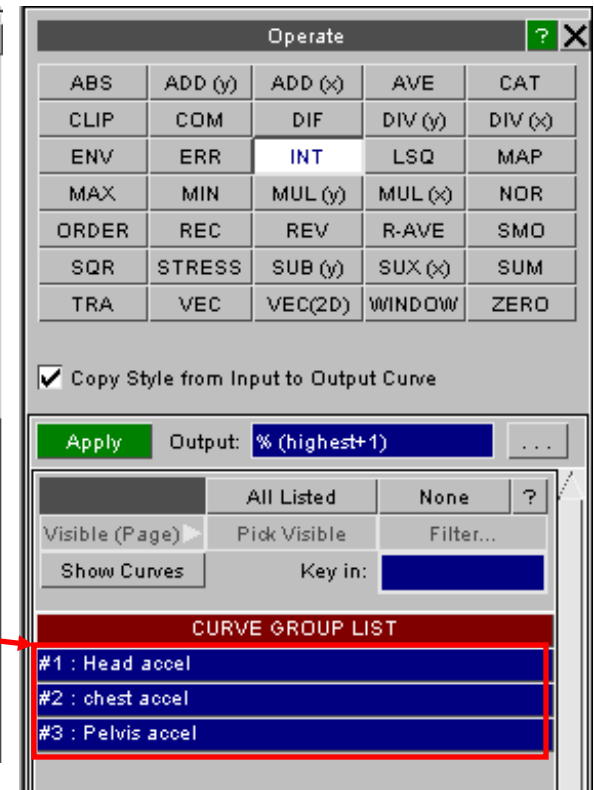 Operate ? X
ABS ADD (y) ADD (x) AVE CAT
CLIP COM DIF DIV (y) DIV (x)
ENV ERR INT LSQ MAP
MAX MIN MUL (y) MUL (x) NOR
ORDER REC REV R-AVE SMO
SQR STRESS SUB (y) SUX (x) SUM
TRA VEC VEC(2D) WINDOW ZERO
Copy Style from Input to Output Curve
Apply Output: % (highest+1) ...
All Listed None ?
Visible (Page) Pick Visible Filter...
Show Curves Key in:
CURVE GROUP LIST
#1 : Head accel
#2 : chest accel
#3 : Pelvis accel